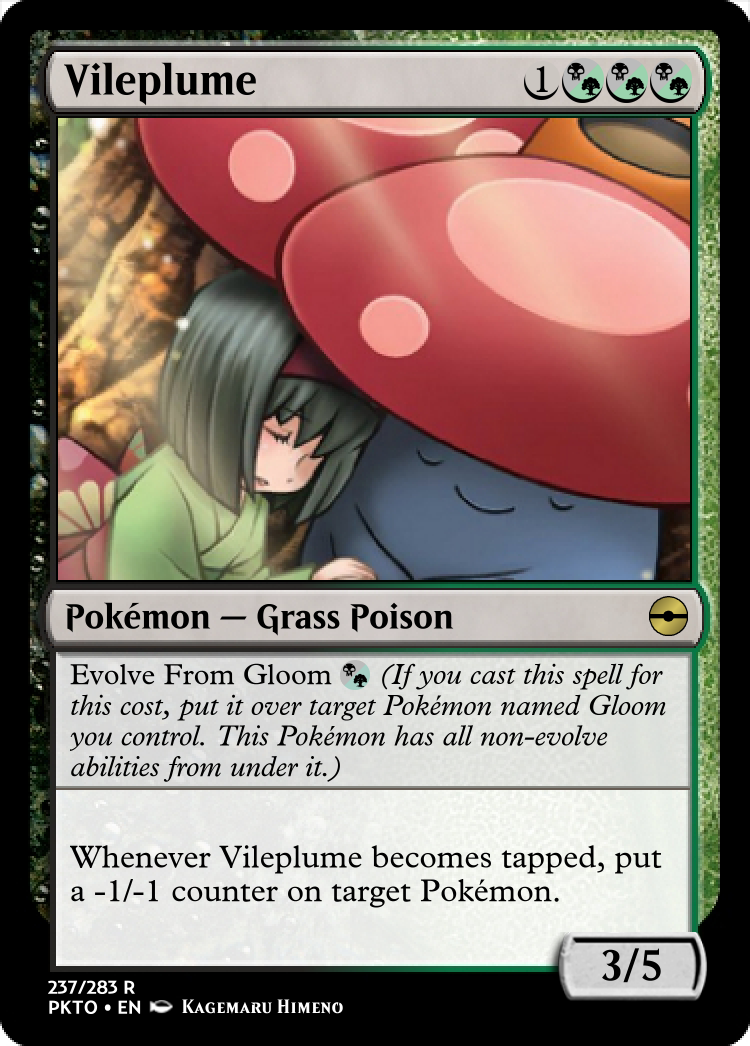 Vileplume 1
Pokémon — Grass Poison
Evolve From Gloom (If you cast this spell for
this cost, put it over target Pokémon named Gloom
you control. This Pokémon has all non-evolve
abilities from under it.)
Whenever Vileplume becomes tapped, put
a -1/-1 counter on target Pokémon.
3/5
237/283 R
PKTO • EN Kagemaru Himeno